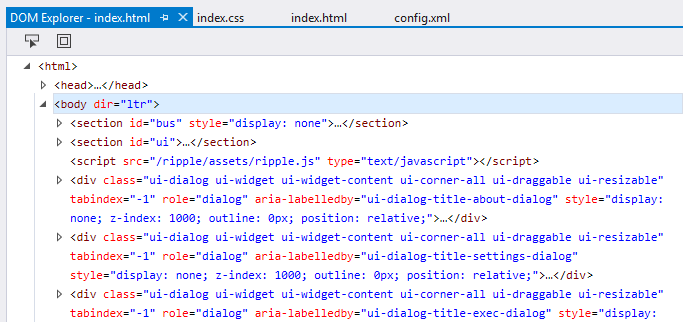 DOM Explorer - index.html index.css index.html config.xml
<html>
<head>…</head>
<body dir="ltr">
<section id="bus" style="display: none">…</section>
<section id="ui">…</section>
<script src="/ripple/assets/ripple.js" type="text/javascript"></script>
<div class="ui-dialog ui-widget ui-widget-content ui-corner-all ui-draggable ui-resizable"
tabindex="-1" role="dialog" aria-labelledby="ui-dialog-title-about-dialog" style="display:
none; z-index: 1000; outline: 0px; position: relative;">…</div>
<div class="ui-dialog ui-widget ui-widget-content ui-corner-all ui-draggable ui-resizable"
tabindex="-1" role="dialog" aria-labelledby="ui-dialog-title-settings-dialog"
style="display: none; z-index: 1000; outline: 0px; position: relative;">…</div>
<div class="ui-dialog ui-widget ui-widget-content ui-corner-all ui-draggable ui-resizable"
tabindex="-1" role="dialog" aria-labelledby="ui-dialog-title-exec-dialog" style="display: